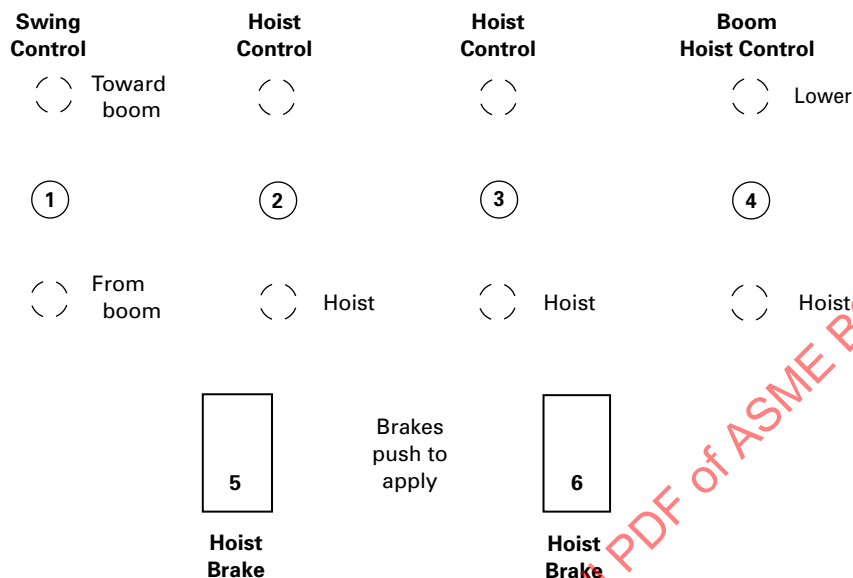 Swing Control
Hoist Control
Hoist Control
Boom Hoist Control
Toward boom
Lower
1
2
3
4
From boom
Hoist
Hoist
Hoist
5
Brakes push to apply
6
Hoist Brake
Hoist Brake
PDF of ASME